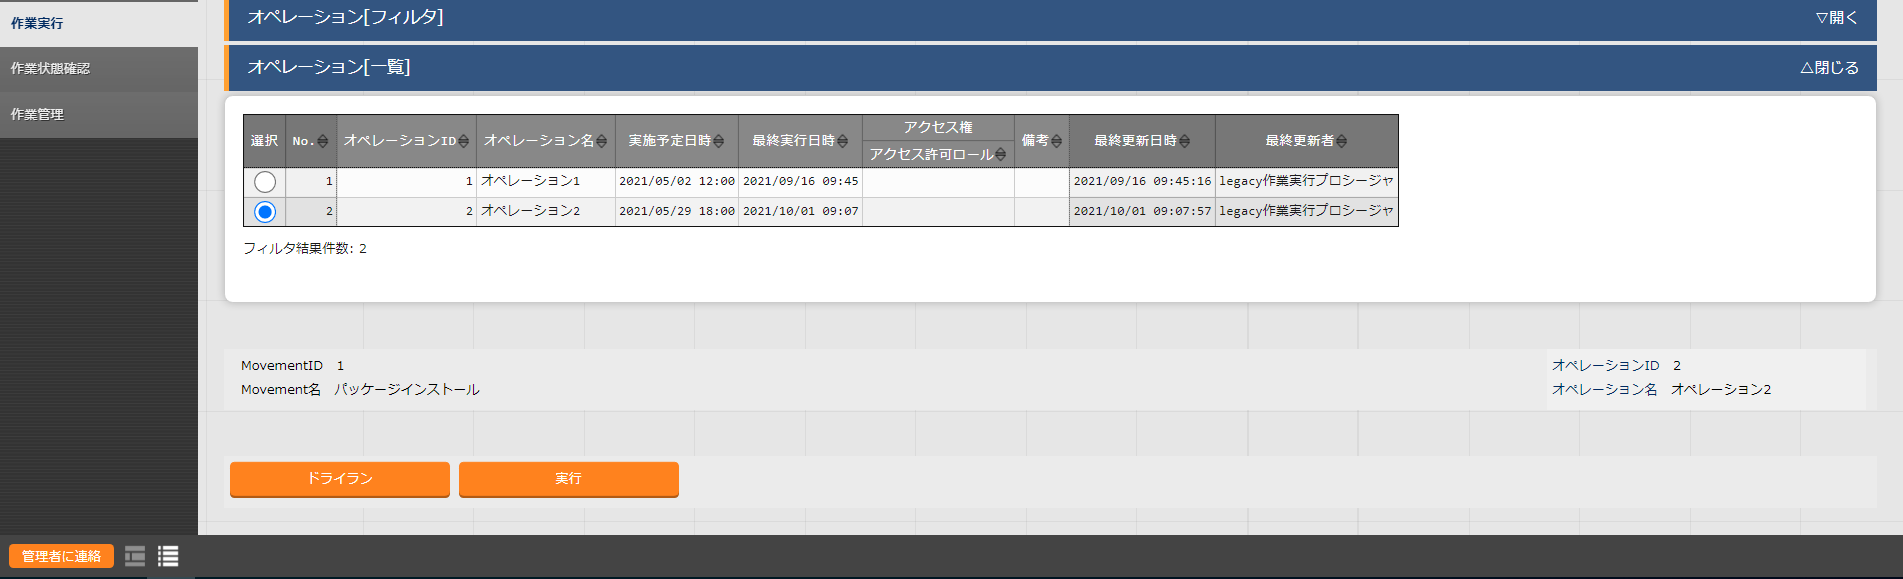 作業実行
作業状態確認
作業管理
オペレーション[フィルタ] ▽開く
オペレーション[一覧] △閉じる
選択 No. オペレーションID オペレーション名 実施予定日時 最終実行日時 アクセス権 備考 最終更新日時 最終更新者
アクセス許可ロール
1 1 オペレーション1 2021/05/02 12:00 2021/09/16 09:45 2021/09/16 09:45:16 legacy作業実行プロシージャ
2 2 オペレーション2 2021/05/29 18:00 2021/10/01 09:07 2021/10/01 09:07:57 legacy作業実行プロシージャ
フィルタ結果件数: 2
MovementID 1
Movement名 パッケージインストール
オペレーションID 2
オペレーション名 オペレーション2
ドライラン 実行
管理者に連絡